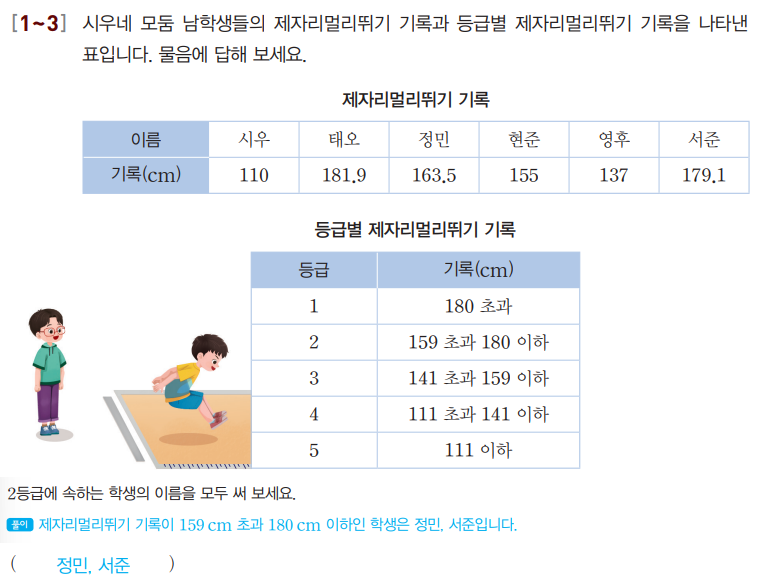 [1~3] 시우네 모둠 남학생들의 제자리멀리뛰기 기록과 등급별 제자리멀리뛰기 기록을 나타낸
표입니다. 물음에 답해 보세요.
제자리멀리뛰기 기록
이름 시우 태오 정민 현준 영후 서준
기록(cm) 110 181.9 163.5 155 137 179.1
등급별 제자리멀리뛰기 기록
등급 기록(cm)
1 180 초과
2 159 초과 180 이하
3 141 초과 159 이하
4 111 초과 141 이하
5 111 이하
2등급에 속하는 학생의 이름을 모두 써 보세요.
풀이 제자리멀리뛰기 기록이 159 cm 초과 180 cm 이하인 학생은 정민, 서준입니다.
( 정민, 서준 )